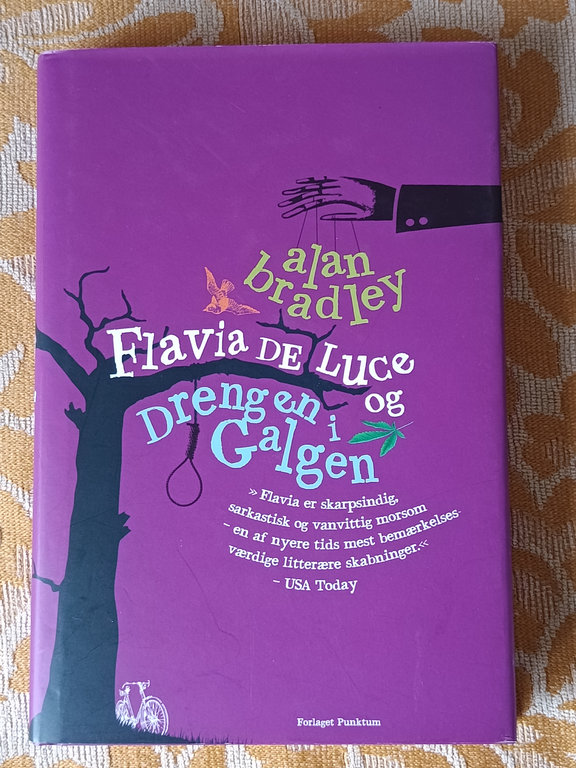 alan
bradley
Flavia DE Luce
og
Drengen i
Galgen
» Flavia er skarpsindig,
sarkastisk og vanvittig morsom
– en af nyere tids mest bemærkelses-
værdige litterære skabninger.«
– USA Today
Forlaget Punktum